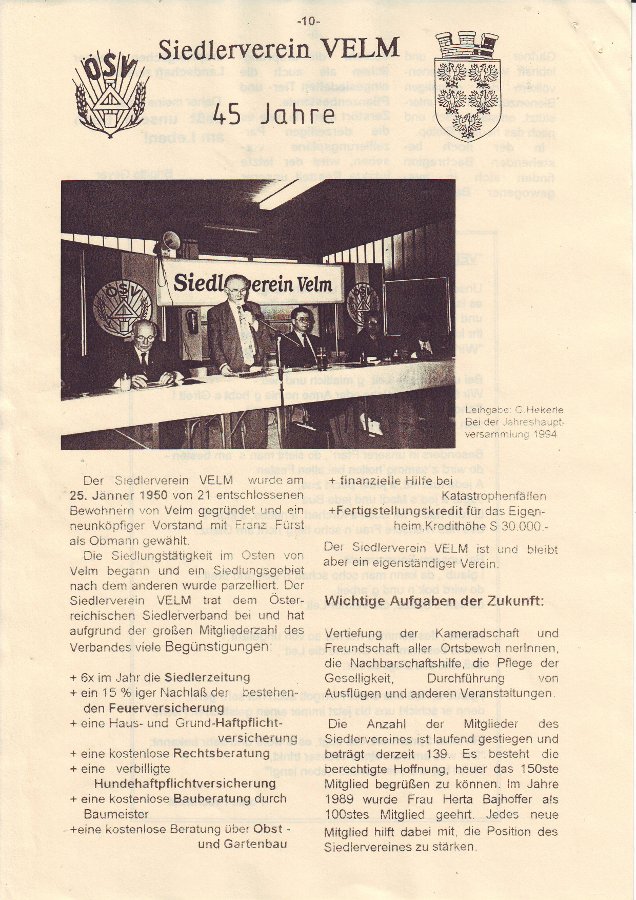 -10-
Siedlerverein VELM
ÖSV
45 Jahre
Siedlerverein Velm
ÖSV
ÖSV
Leihgabe: G.Hekerle
Bei der Jahreshaupt-
versammlung 1994
Der Siedlerverein VELM wurde am
25. Jänner 1950 von 21 entschlossenen
Bewohnern von Velm gegründet und ein
neunköpfiger Vorstand mit Franz Fürst
als Obmann gewählt.
Die Siedlungstätigkeit im Osten von
Velm begann und ein Siedlungsgebiet
nach dem anderen wurde parzelliert. Der
Siedlerverein VELM trat dem Öster-
reichischen Siedlerverband bei und hat
aufgrund der großen Mitgliederzahl des
Verbandes viele Begünstigungen:
+ 6x im Jahr die Siedlerzeitung
+ ein 15 % iger Nachlaß der bestehen-
den Feuerversicherung
+ eine Haus- und Grund-Haftpflicht-
versicherung
+ eine kostenlose Rechtsberatung
+ eine verbilligte
Hundehaftpflichtversicherung
+ eine kostenlose Bauberatung durch
Baumeister
+eine kostenlose Beratung über Obst -
und Gartenbau
+ finanzielle Hilfe bei
Katastrophenfällen
+Fertigstellungskredit für das Eigen-
heim,Kredithöhe S 30.000.-
Der Siedlerverein VELM ist und bleibt
aber ein eigenständiger Verein.
Wichtige Aufgaben der Zukunft:
Vertiefung der Kameradschaft und
Freundschaft aller Ortsbewoh nerInnen,
die Nachbarschaftshilfe, die Pflege der
Geselligkeit, Durchführung von
Ausflügen und anderen Veranstaltungen.
Die Anzahl der Mitglieder des
Siedlervereines ist laufend gestiegen und
beträgt derzeit 139. Es besteht die
berechtigte Hoffnung, heuer das 150ste
Mitglied begrüßen zu können. Im Jahre
1989 wurde Frau Herta Bajhoffer als
100stes Mitglied geehrt. Jedes neue
Mitglied hilft dabei mit, die Position des
Siedlervereines zu stärken.